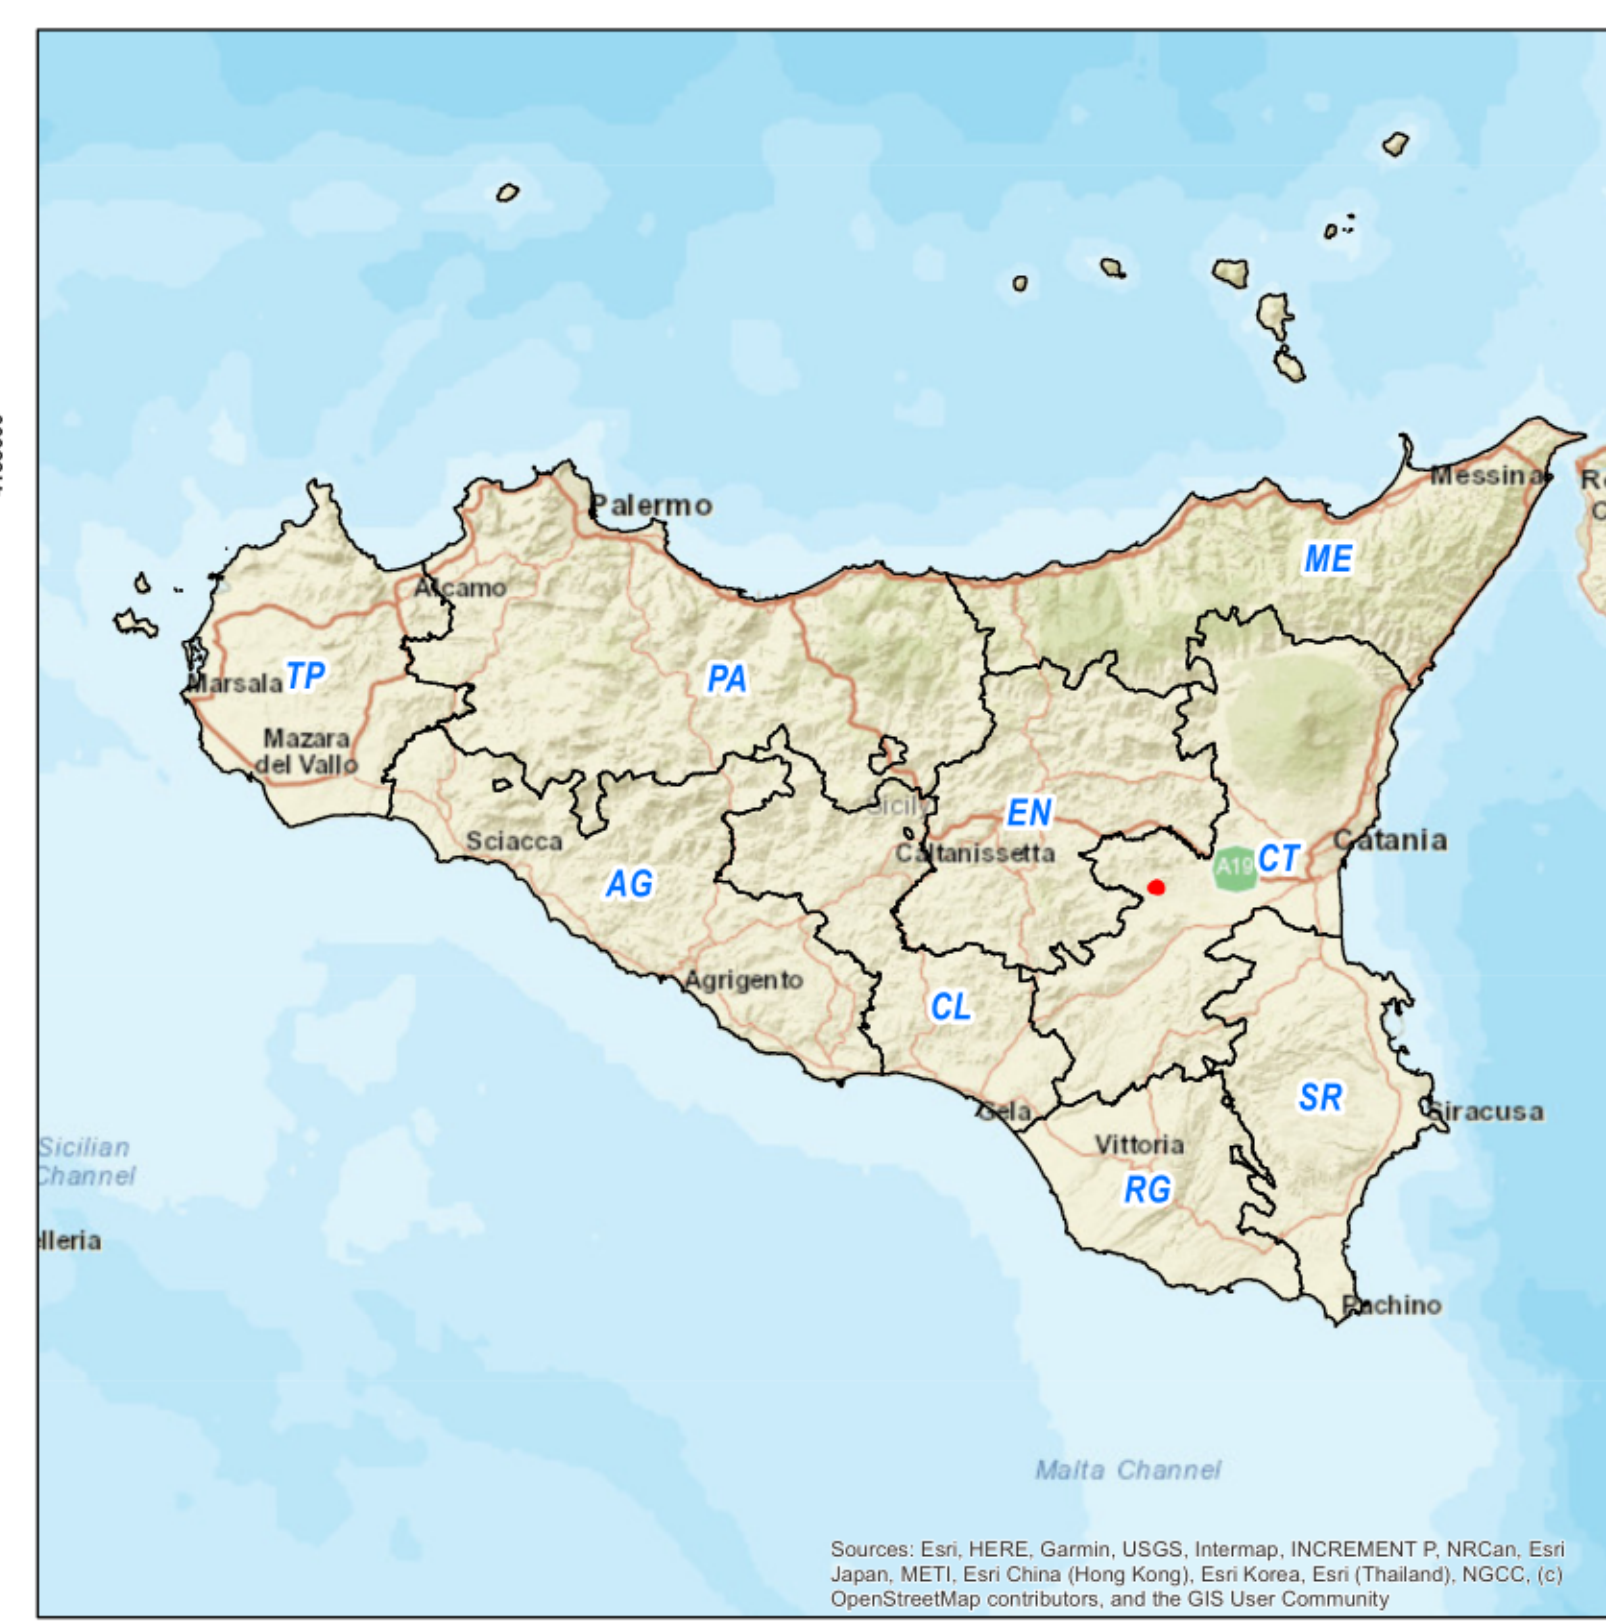 Palermo
Messina
ME
Alcamo
TP
PA
Marsala
Mazara
del Vallo
Sicily
EN
Sciacca
Caltanissetta
A19
CT
Catania
AG
Agrigento
CL
SR
Gela
Siracusa
Sicilian
Channel
Vittoria
RG
lleria
Pachino
Malta Channel
Sources: Esri, HERE, Garmin, USGS, Intermap, INCREMENT P, NRCan, Esri
Japan, METI, Esri China (Hong Kong), Esri Korea, Esri (Thailand), NGCC, (c)
OpenStreetMap contributors, and the GIS User Community